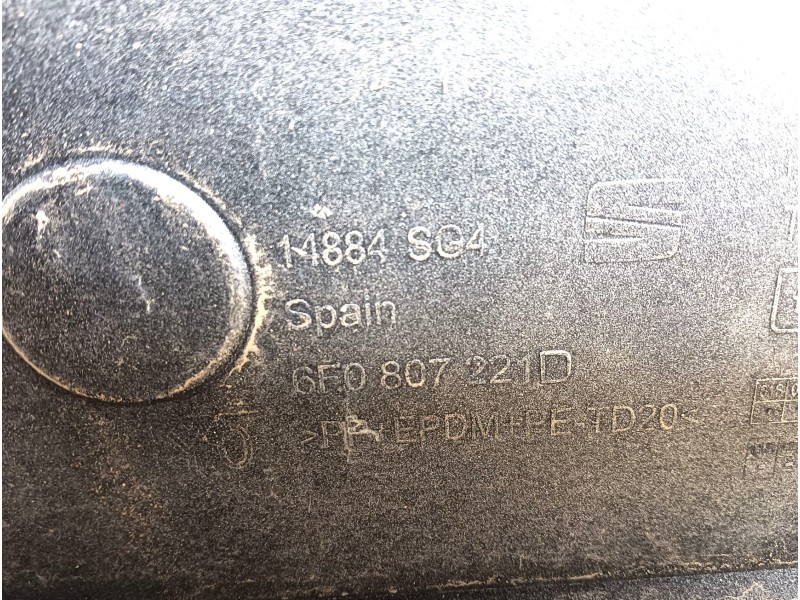 14884 SG4
Spain
6F0 807 221D
>PP+EPDM+PE-TD20<